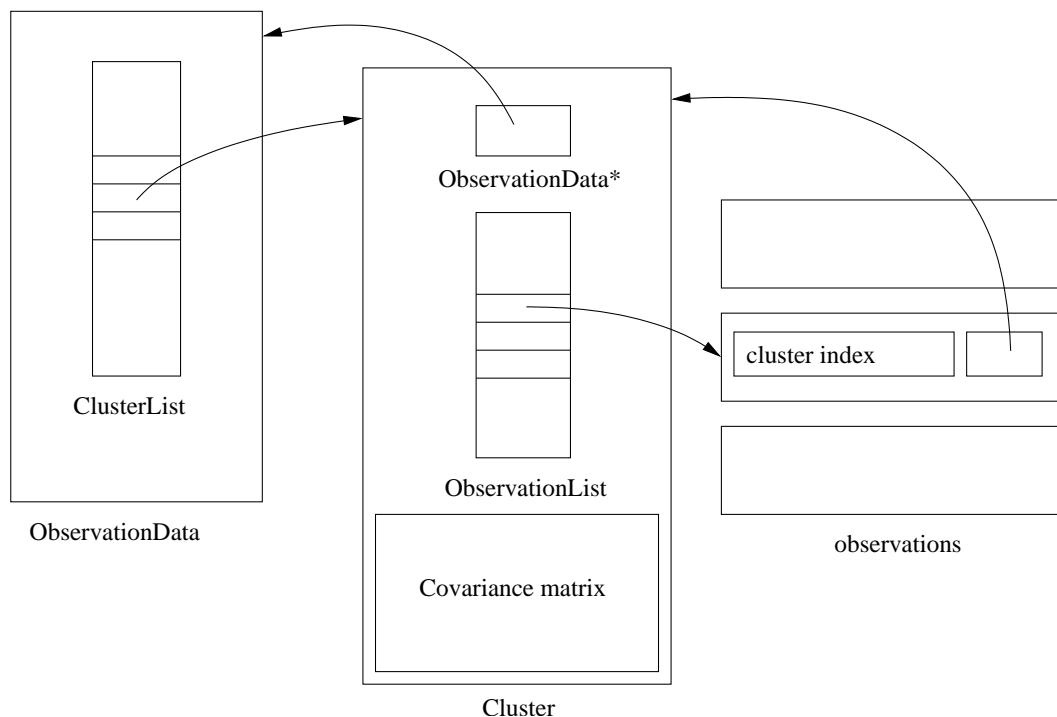 ObservationData*
cluster index
ClusterList
ObservationList
ObservationData
observations
Covariance matrix
Cluster